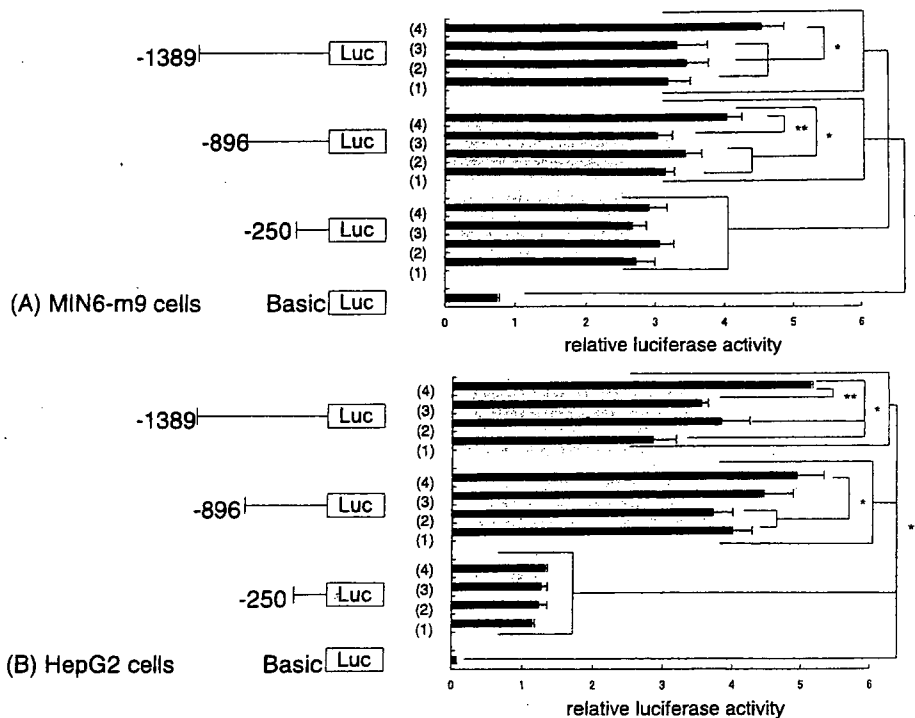 -1389 Luc
(4)
(3)
(2)
(1)
*
-896 Luc
(4)
(3)
(2)
(1)
** *
-250 Luc
(4)
(3)
(2)
(1)
(A) MIN6-m9 cells Basic Luc
0 1 2 3 4 5 6
relative luciferase activity
-1389 Luc
(4)
(3)
(2)
(1)
** *
-896 Luc
(4)
(3)
(2)
(1)
* *
-250 Luc
(4)
(3)
(2)
(1)
(B) HepG2 cells Basic Luc
0 1 2 3 4 5 6
relative luciferase activity